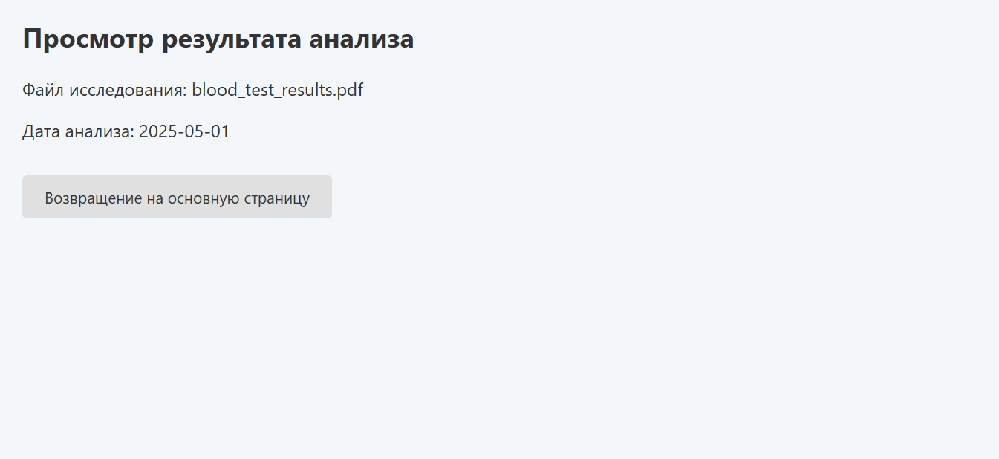 Просмотр результата анализа
Файл исследования: blood_test_results.pdf
Дата анализа: 2025-05-01
Возвращение на основную страницу